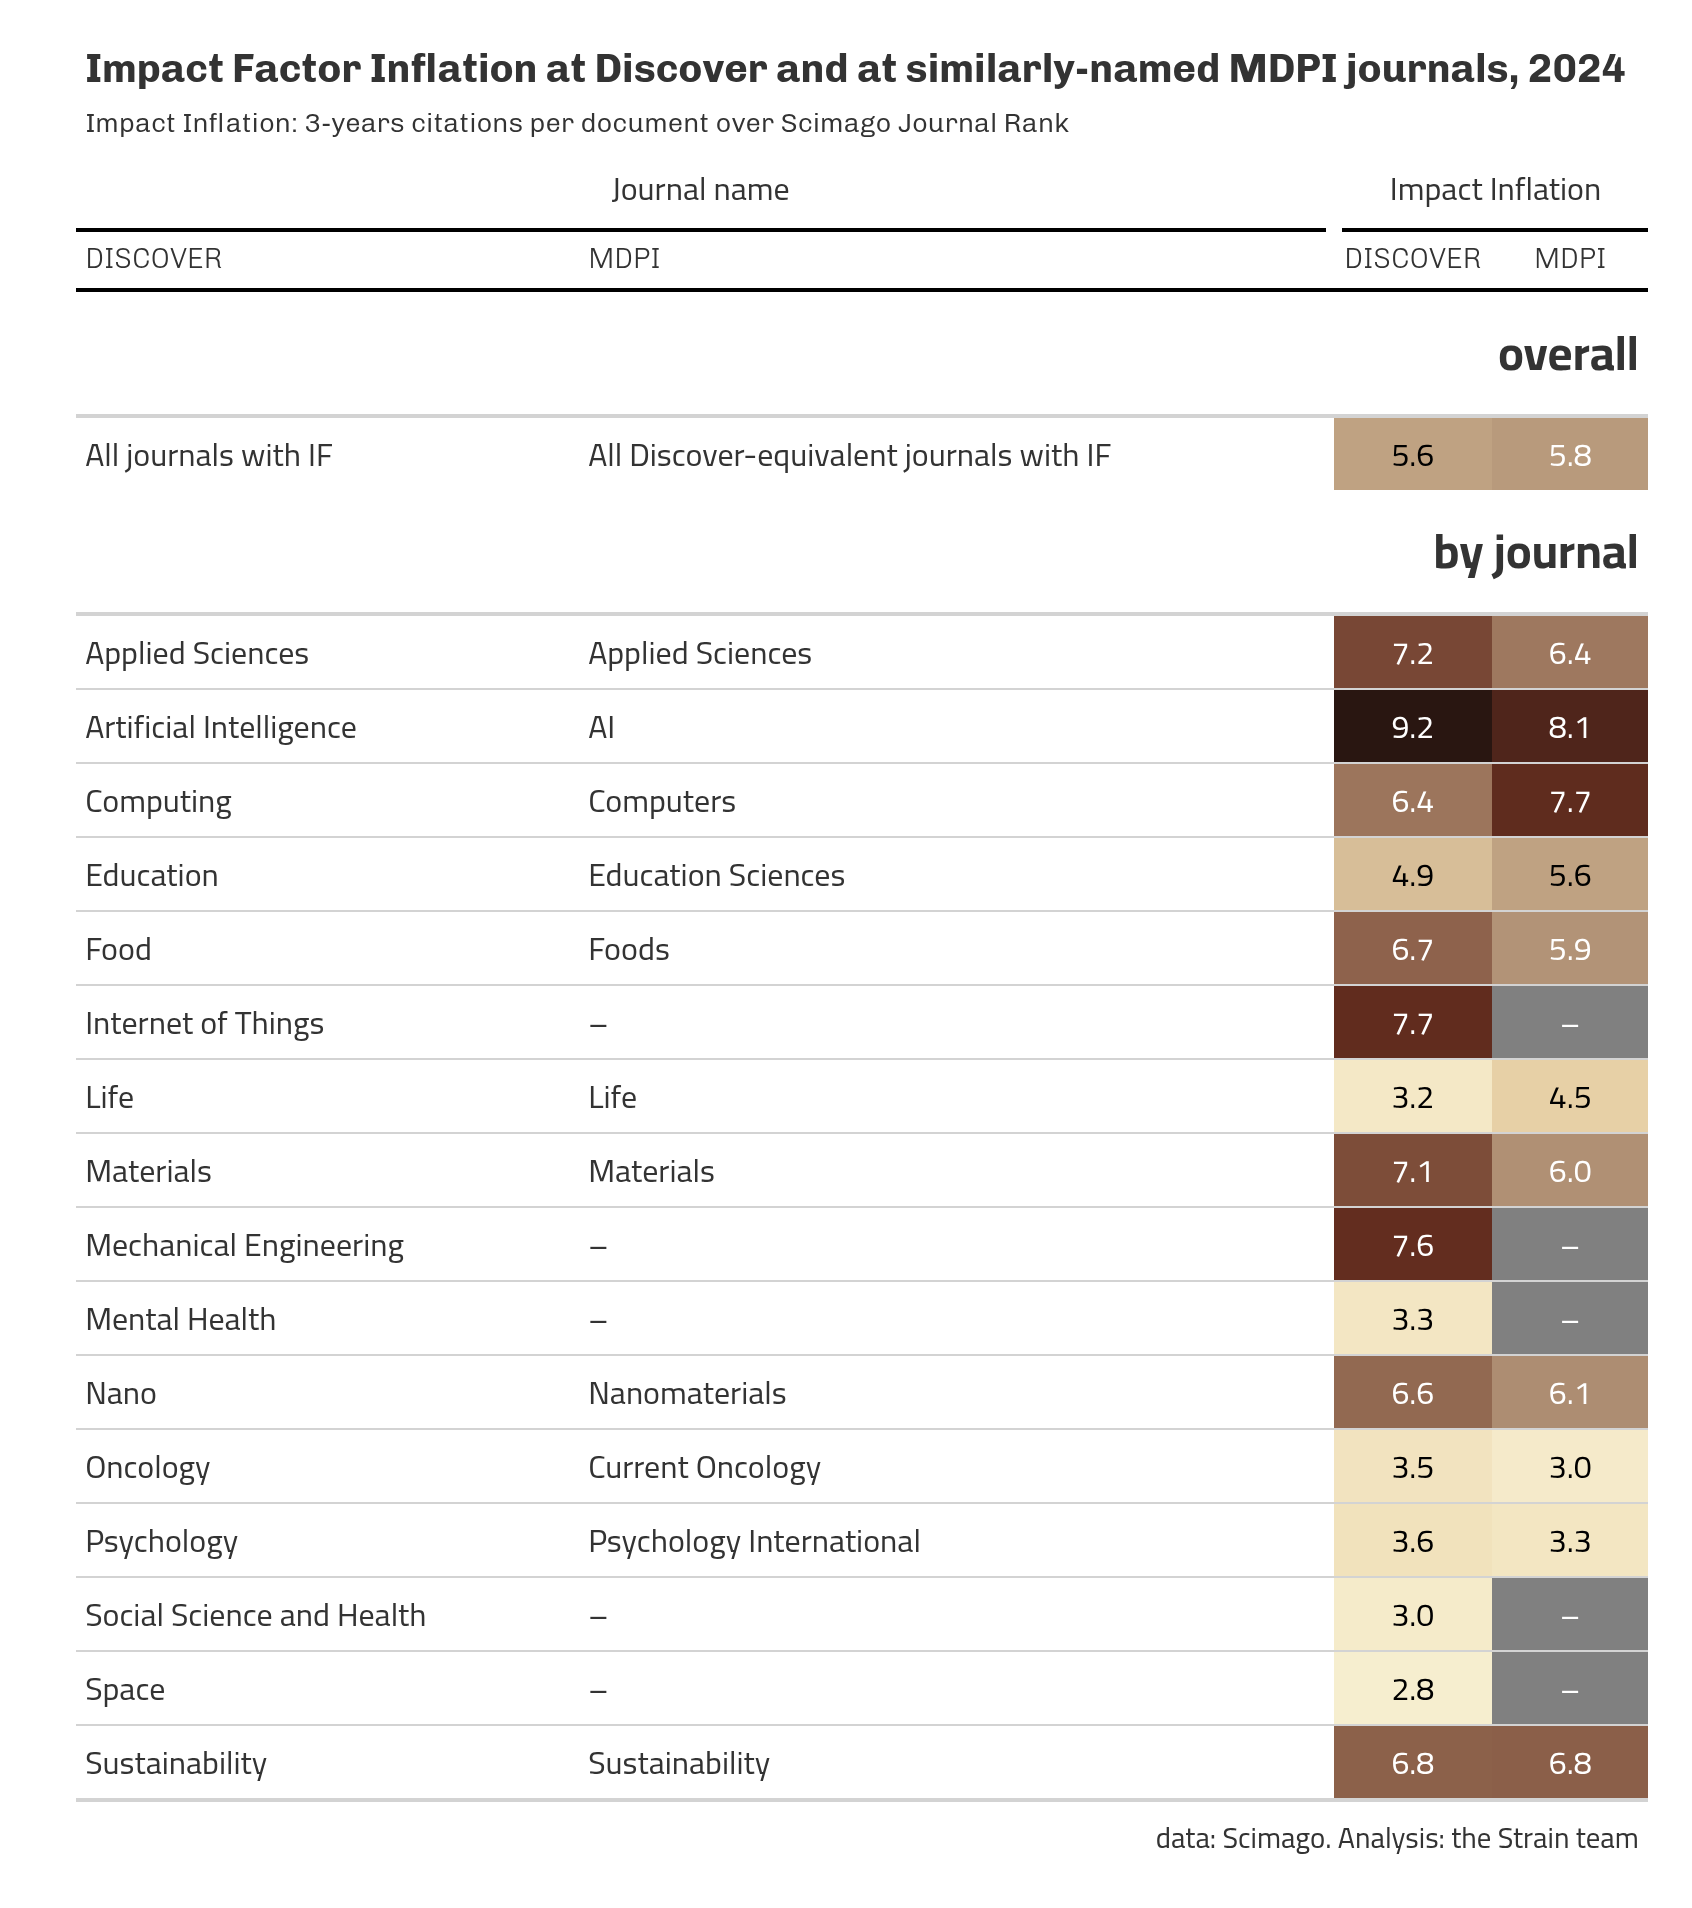 Impact Factor Inflation at Discover and at similarly-named MDPI journals, 2024
Impact Inflation: 3-years citations per document over Scimago Journal Rank
Journal name Impact Inflation
DISCOVER MDPI DISCOVER MDPI
overall
All journals with IF All Discover-equivalent journals with IF 5.6 5.8
by journal
Applied Sciences Applied Sciences 7.2 6.4
Artificial Intelligence AI 9.2 8.1
Computing Computers 6.4 7.7
Education Education Sciences 4.9 5.6
Food Foods 6.7 5.9
Internet of Things – 7.7 –
Life Life 3.2 4.5
Materials Materials 7.1 6.0
Mechanical Engineering – 7.6 –
Mental Health – 3.3 –
Nano Nanomaterials 6.6 6.1
Oncology Current Oncology 3.5 3.0
Psychology Psychology International 3.6 3.3
Social Science and Health – 3.0 –
Space – 2.8 –
Sustainability Sustainability 6.8 6.8
data: Scimago. Analysis: the Strain team